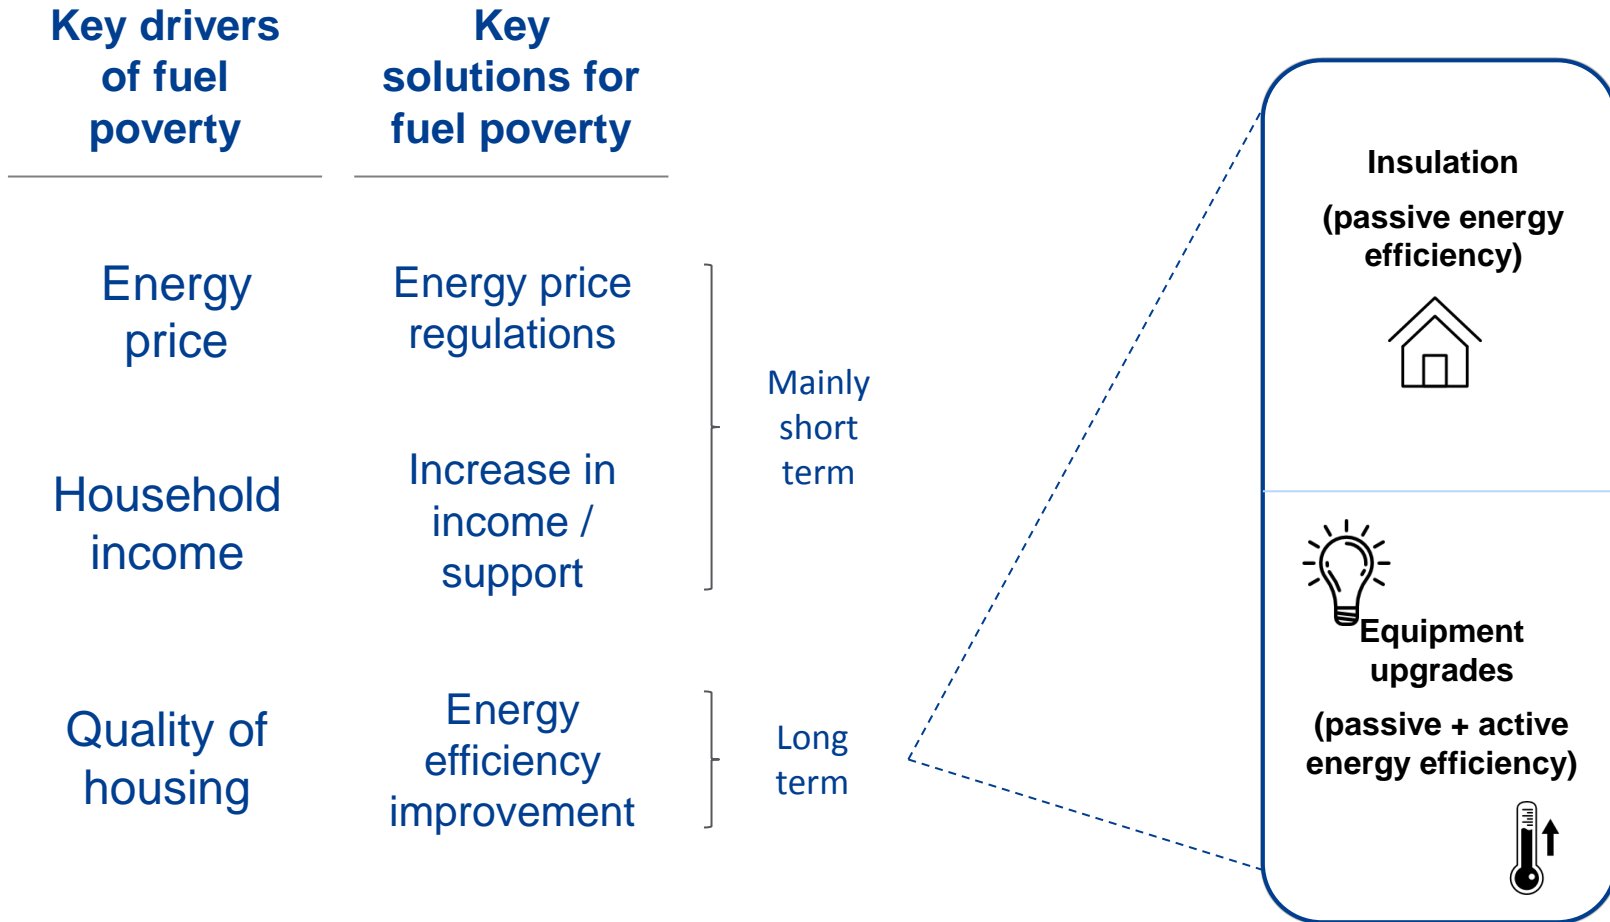 Key drivers
of fuel
poverty
Key
solutions for
fuel poverty
Energy
price
Energy price
regulations
Household
income
Increase in
income /
support
Mainly
short
term
Quality of
housing
Energy
efficiency
improvement
Long
term
Insulation
(passive energy
efficiency)
Equipment
upgrades
(passive + active
energy efficiency)